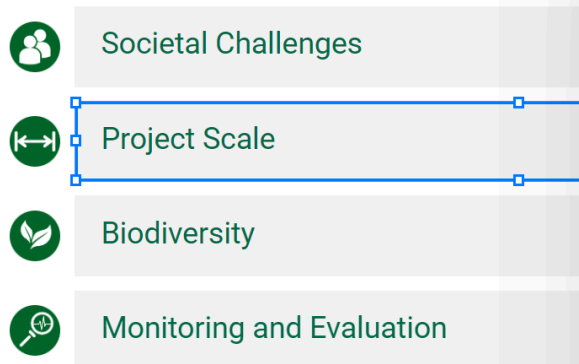 Societal Challenges
Project Scale
Biodiversity
Monitoring and Evaluation